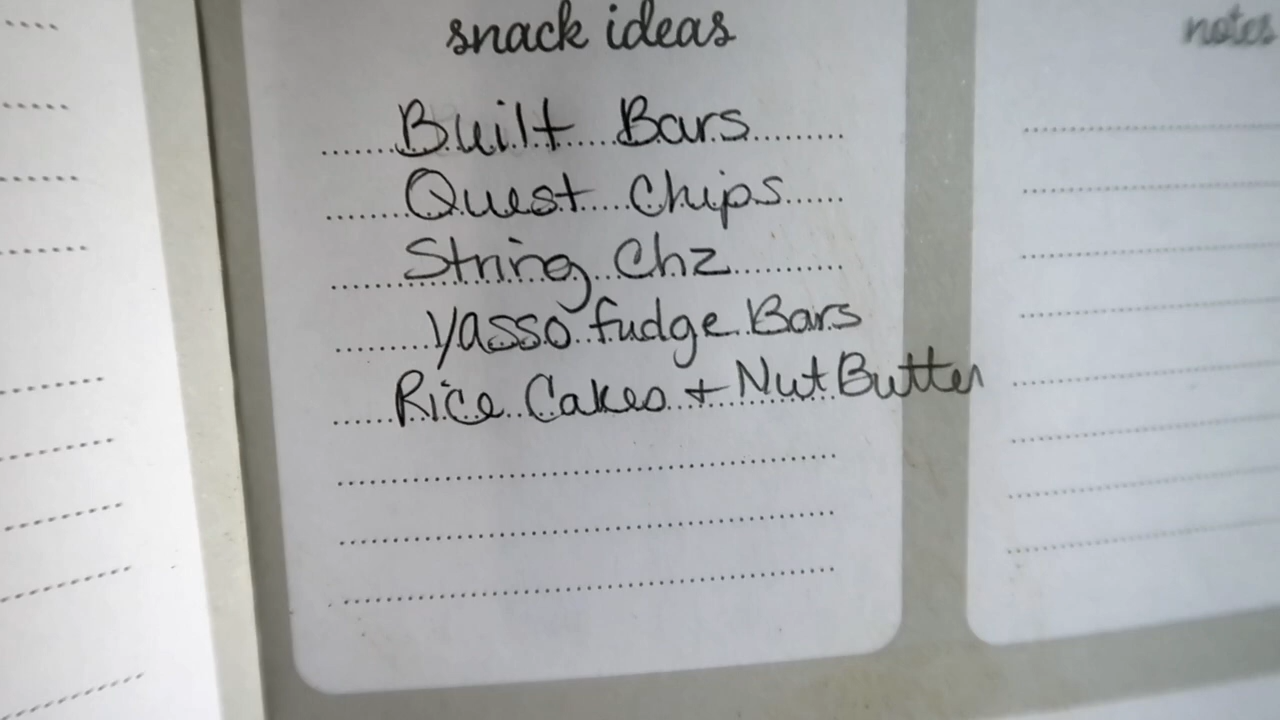 snack ideas
notes
Built Bars
Quest Chips
String Chz
Yasso fudge Bars
Rice Cakes + Nut Butter